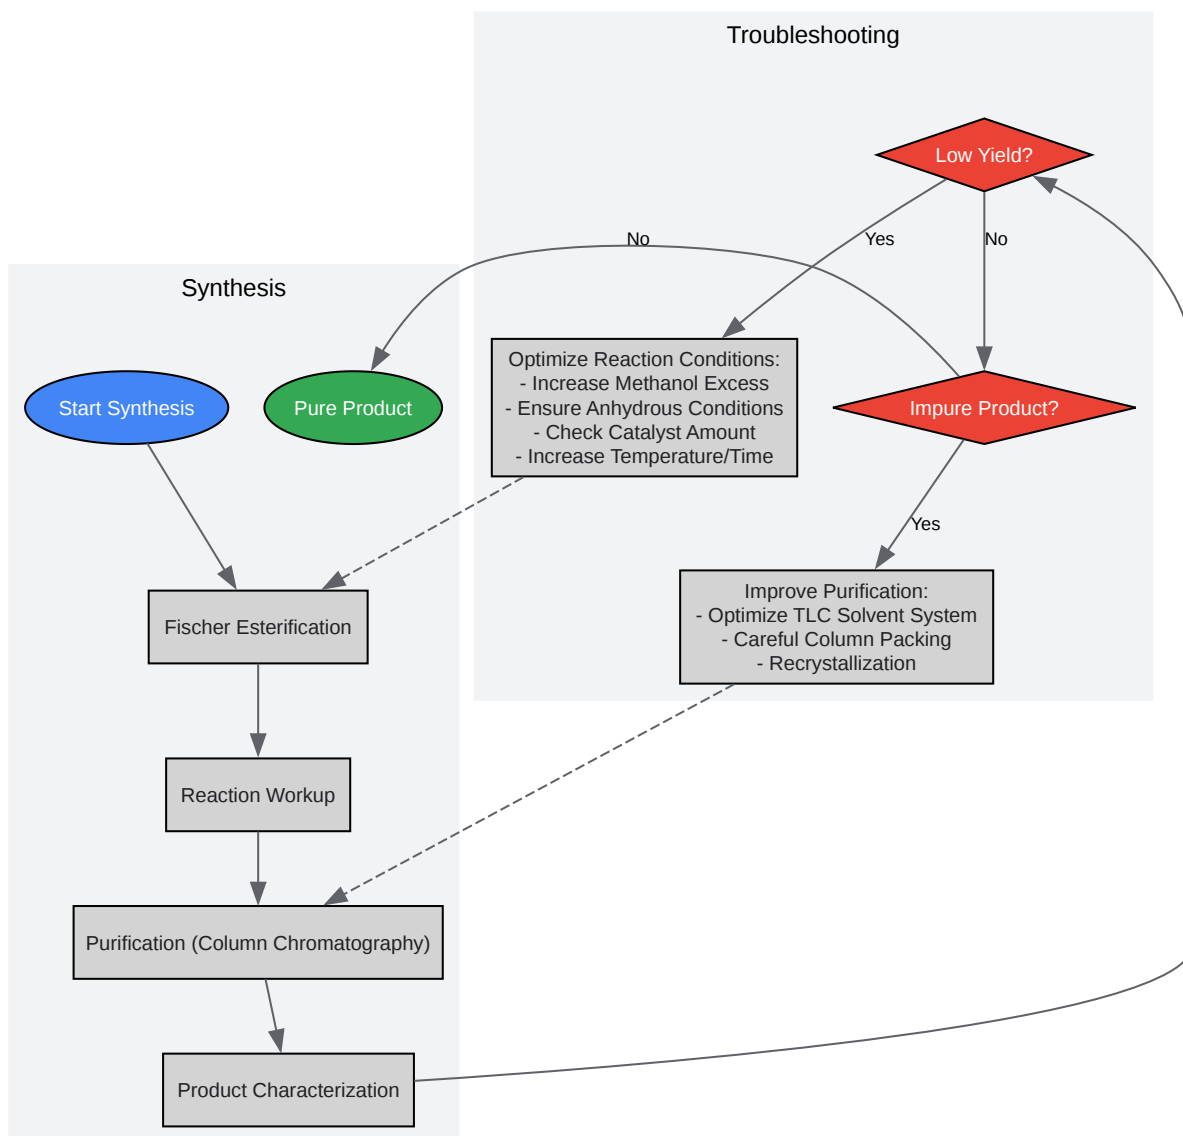 Troubleshooting
Low Yield?
Yes
No
No
Synthesis
Optimize Reaction Conditions:
- Increase Methanol Excess
- Ensure Anhydrous Conditions
- Check Catalyst Amount
- Increase Temperature/Time
Start Synthesis
Pure Product
Impure Product?
Yes
Improve Purification:
- Optimize TLC Solvent System
- Careful Column Packing
- Recrystallization
Fischer Esterification
Reaction Workup
Purification (Column Chromatography)
Product Characterization